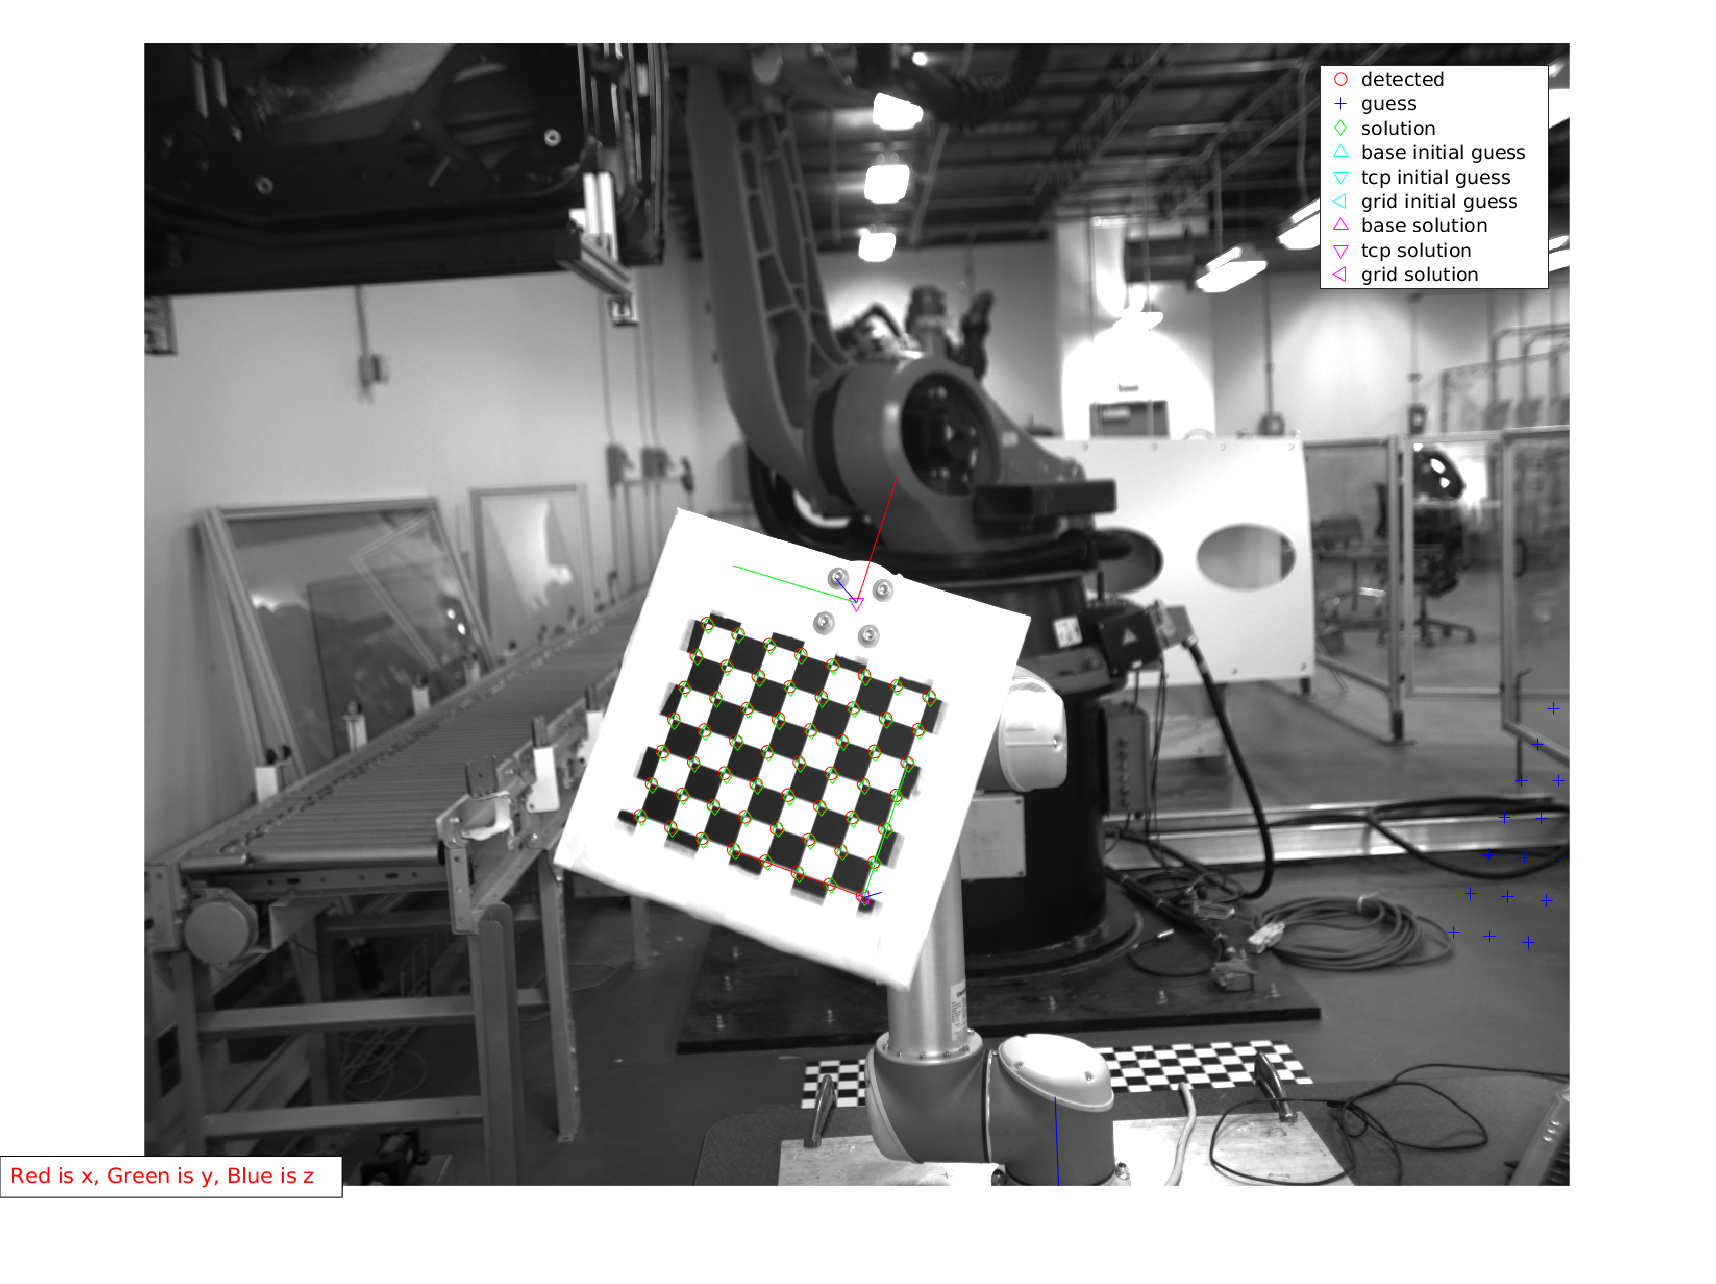 detected
guess
solution
base initial guess
tcp initial guess
grid initial guess
base solution
tcp solution
grid solution
Red is x, Green is y, Blue is z